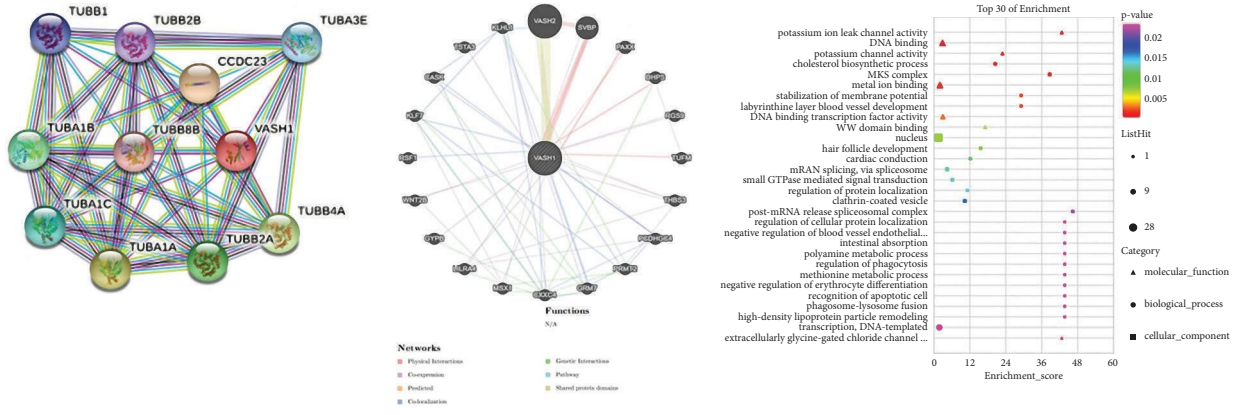 TUBB1
TUBB2B
TUBA3E
CCDC23
TUBA1B
TUBB8B
VASH1
TUBA1C
TUBB4A
TUBA1A
TUBB2A
VASH2
SVBP
KLHL1
PAXX
TSTA3
DHPS
CASK
RGS9
KLF7
TUFM
RSF1
VASH1
THBS3
WNT2B
PCDHGB4
GYPB
PRMT2
MSX1
CXXC4
GRM7
Functions
N/A
Networks
Physical Interactions
Co-expression
Predicted
Co-localization
Genetic Interactions
Pathway
Shared protein domains
Top 30 of Enrichment
potassium ion leak channel activity
DNA binding
potassium channel activity
cholesterol biosynthetic process
MKS complex
metal ion binding
stabilization of membrane potential
labyrinthine layer blood vessel development
DNA binding transcription factor activity
WW domain binding
nucleus
hair follicle development
cardiac conduction
mRAN splicing, via spliceosome
small GTPase mediated signal transduction
regulation of protein localization
clathrin-coated vesicle
post-mRNA release spliceosomal complex
regulation of cellular protein localization
negative regulation of blood vessel endothelial...
intestinal absorption
polyamine metabolic process
regulation of phagocytosis
methionine metabolic process
negative regulation of erythrocyte differentiation
recognition of apoptotic cell
phagosome-lysosome fusion
high-density lipoprotein particle remodeling
transcription, DNA-templated
extracellularly glycine-gated chloride channel ...
0 12 24 36 48 60
Enrichment_score
p-value
0.02
0.015
0.01
0.005
ListHit
1
9
28
Category
molecular_function
biological_process
cellular_component